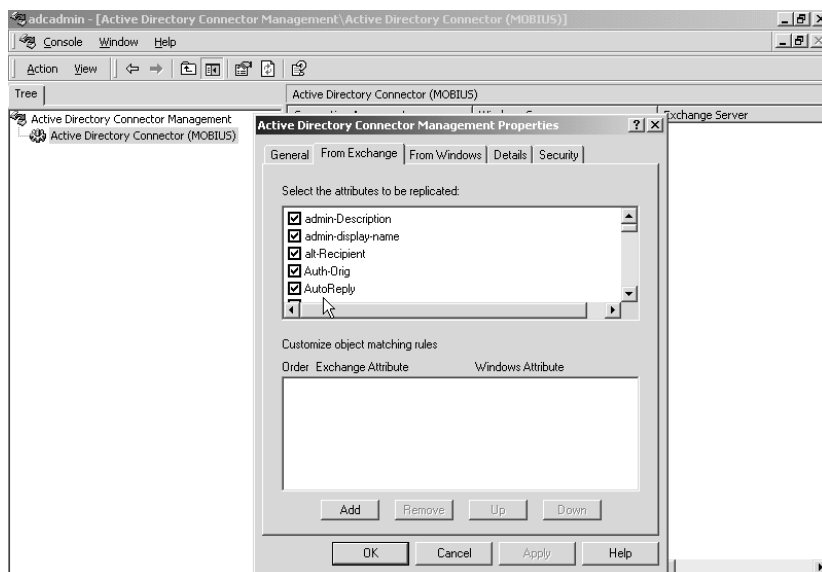 adcadmin - [Active Directory Connector Management\Active Directory Connector (MOBIUS)]
Console Window Help
Action View
Tree
Active Directory Connector (MOBIUS)
Active Directory Connector Management
Exchange Server
Active Directory Connector (MOBIUS)
Active Directory Connector Management Properties
General From Exchange From Windows Details Security
Select the attributes to be replicated:
admin-Description
admin-display-name
alt-Recipient
Auth-Orig
AutoReply
Customize object matching rules
Order Exchange Attribute Windows Attribute
Add Remove Up Down
OK Cancel Apply Help